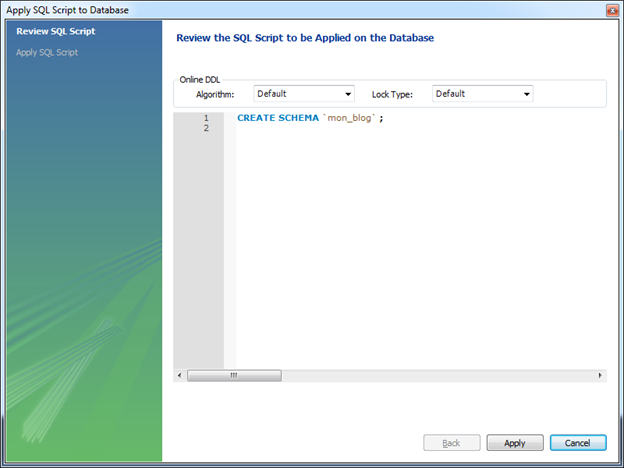 Apply SQL Script to Database
Review SQL Script
Apply SQL Script
Review the SQL Script to be Applied on the Database
Online DDL
Algorithm: Default Lock Type: Default
1 CREATE SCHEMA `mon_blog` ;
2
Back Apply Cancel